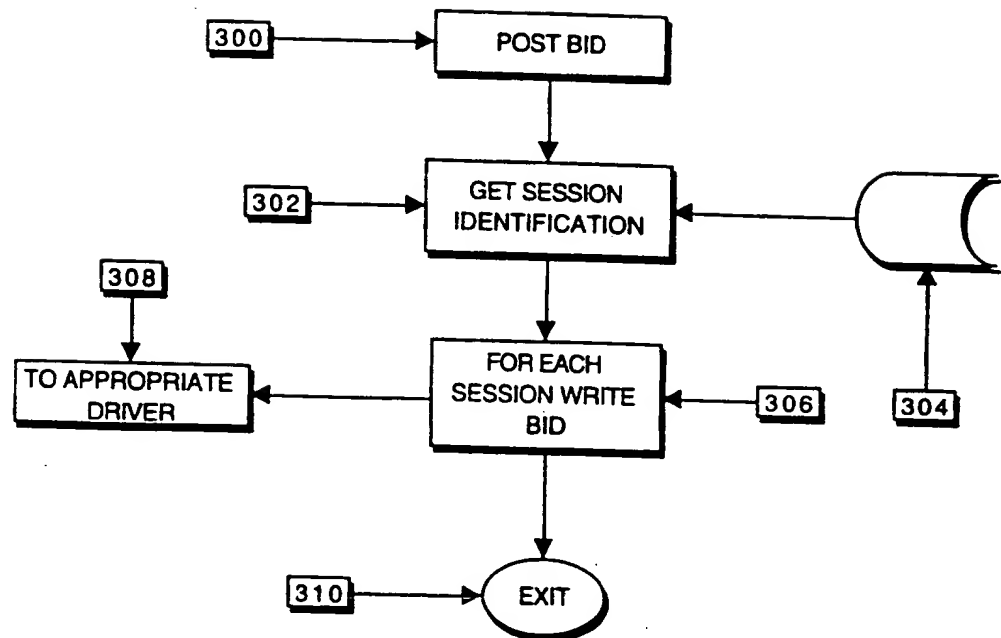 300
POST BID
302
GET SESSION
IDENTIFICATION
308
TO APPROPRIATE
DRIVER
FOR EACH
SESSION WRITE
BID
306
304
310
EXIT